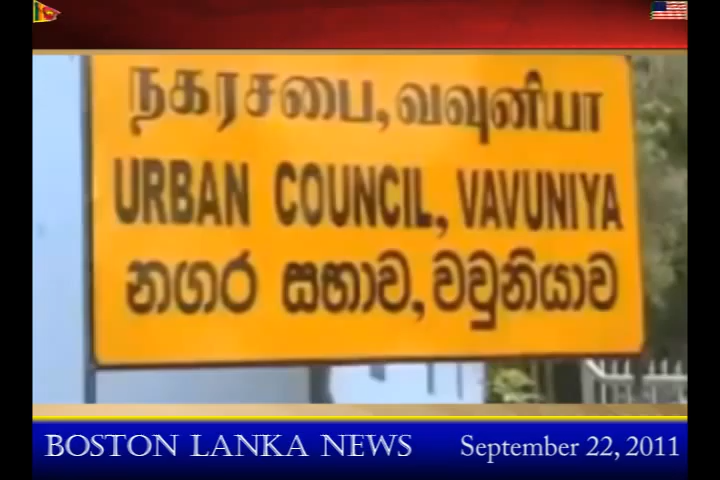 நகரசபை, வவுனியா
URBAN COUNCIL, VAVUNIYA
නගර සභාව, වවුනියාව
BOSTON LANKA NEWS September 22, 2011